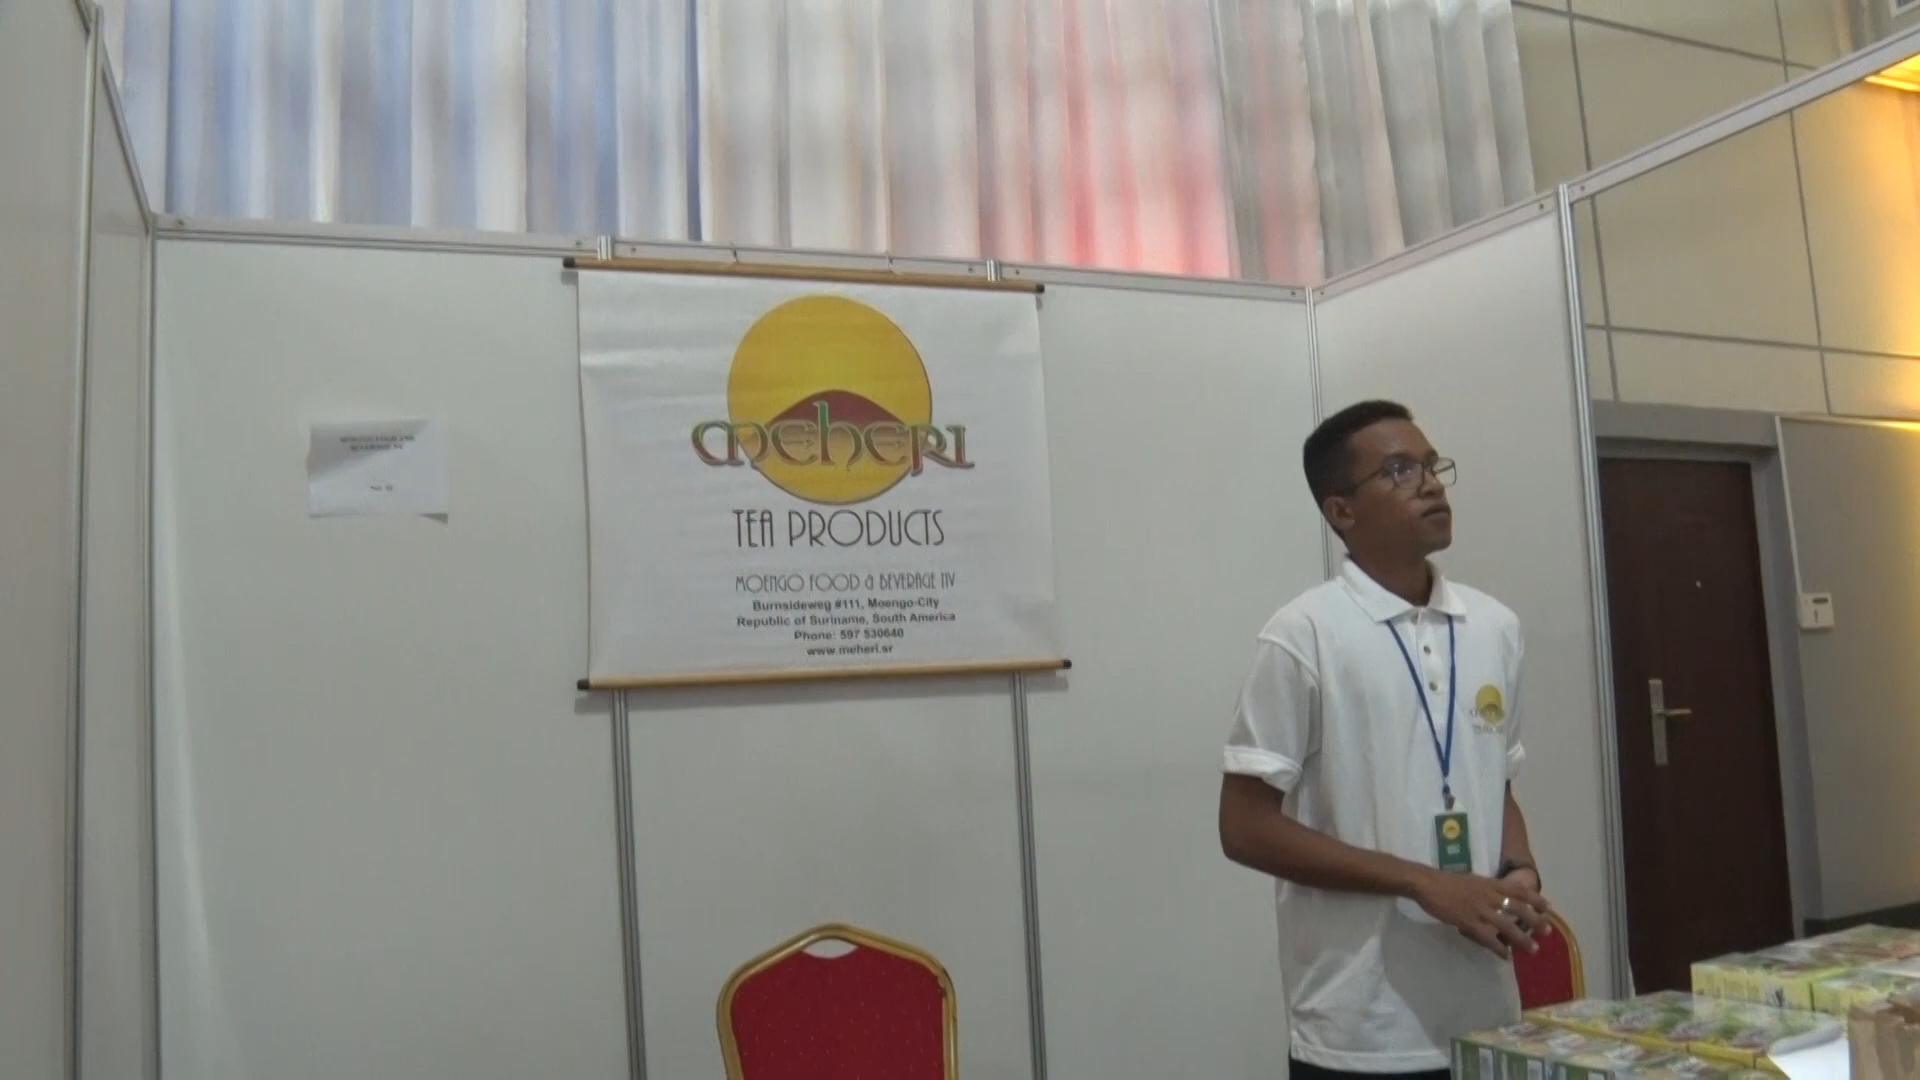 MEHERI
TEA PRODUCTS
MOENGO FOOD & BEVERAGE NV
Burnsideweg #111, Moengo-City
Republic of Suriname, South America
Phone: 597 530640
www.meheri.sr